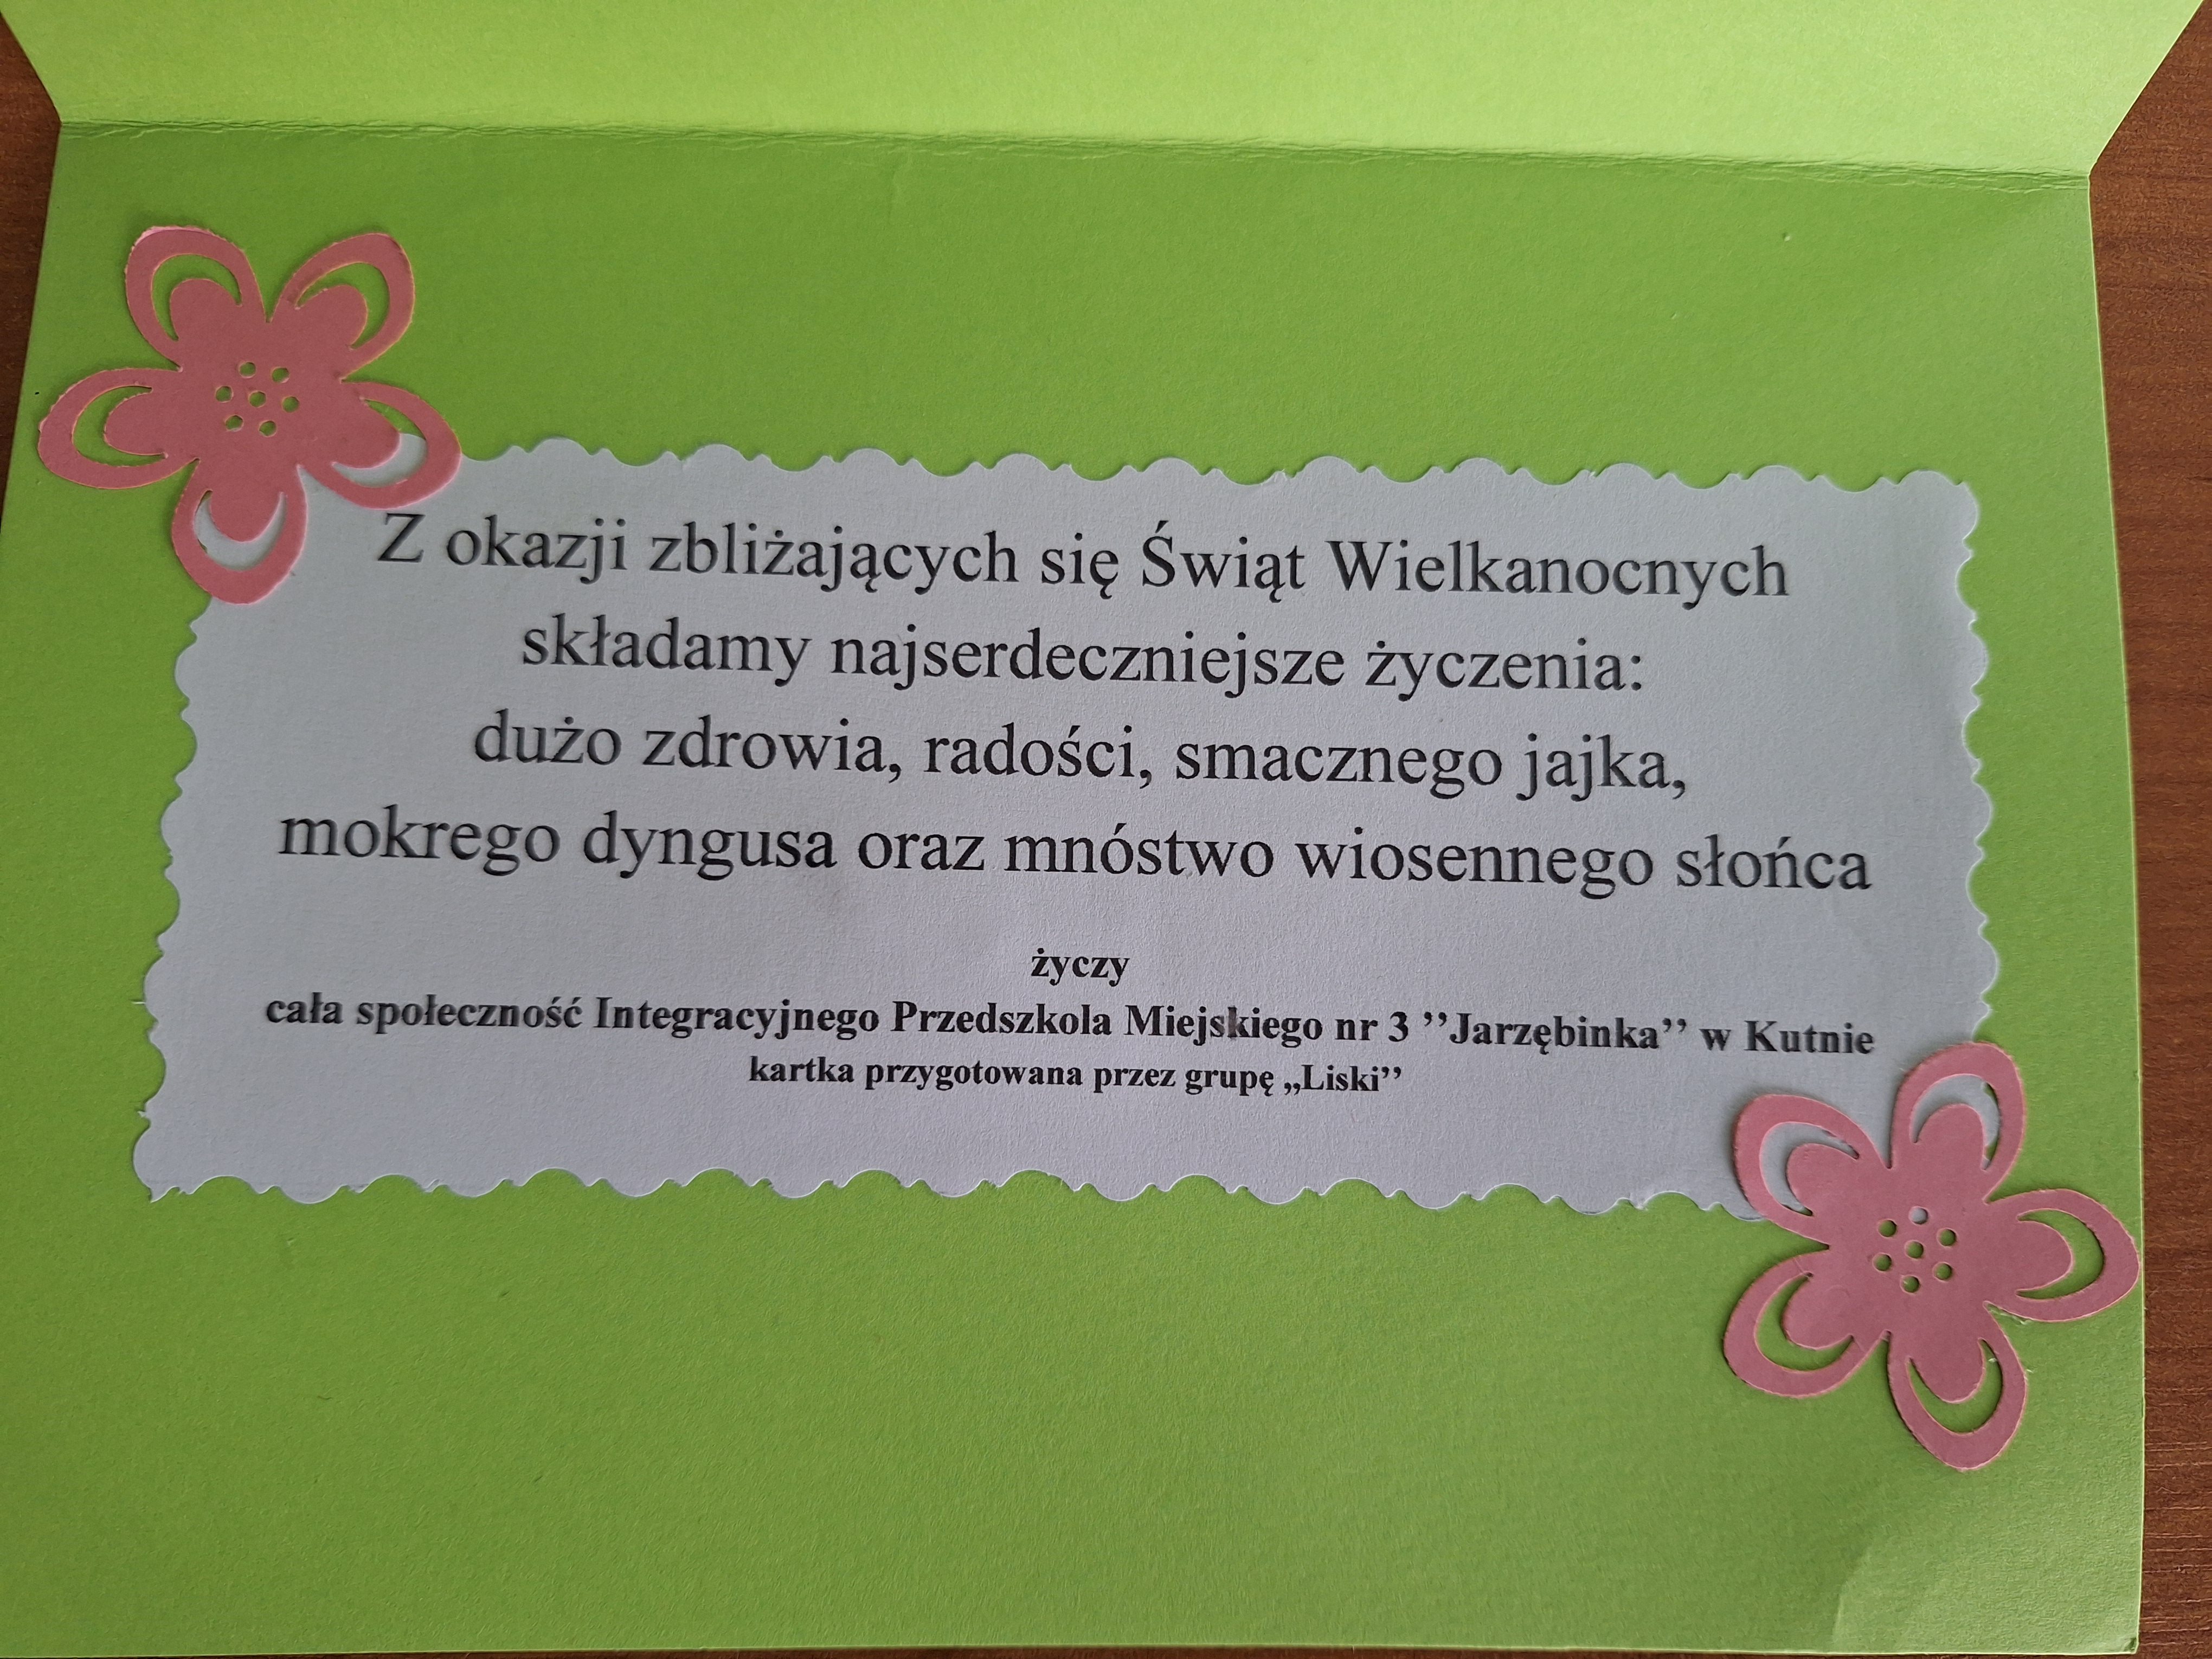 Z okazji zbliżających się Świąt Wielkanocnych
składamy najserdeczniejsze życzenia:
dużo zdrowia, radości, smacznego jajka,
mokrego dyngusa oraz mnóstwo wiosennego słońca
życzy
cała społeczność Integracyjnego Przedszkola Miejskiego nr 3 ’’Jarzębinka’’ w Kutnie
kartka przygotowana przez grupę „Liski’’